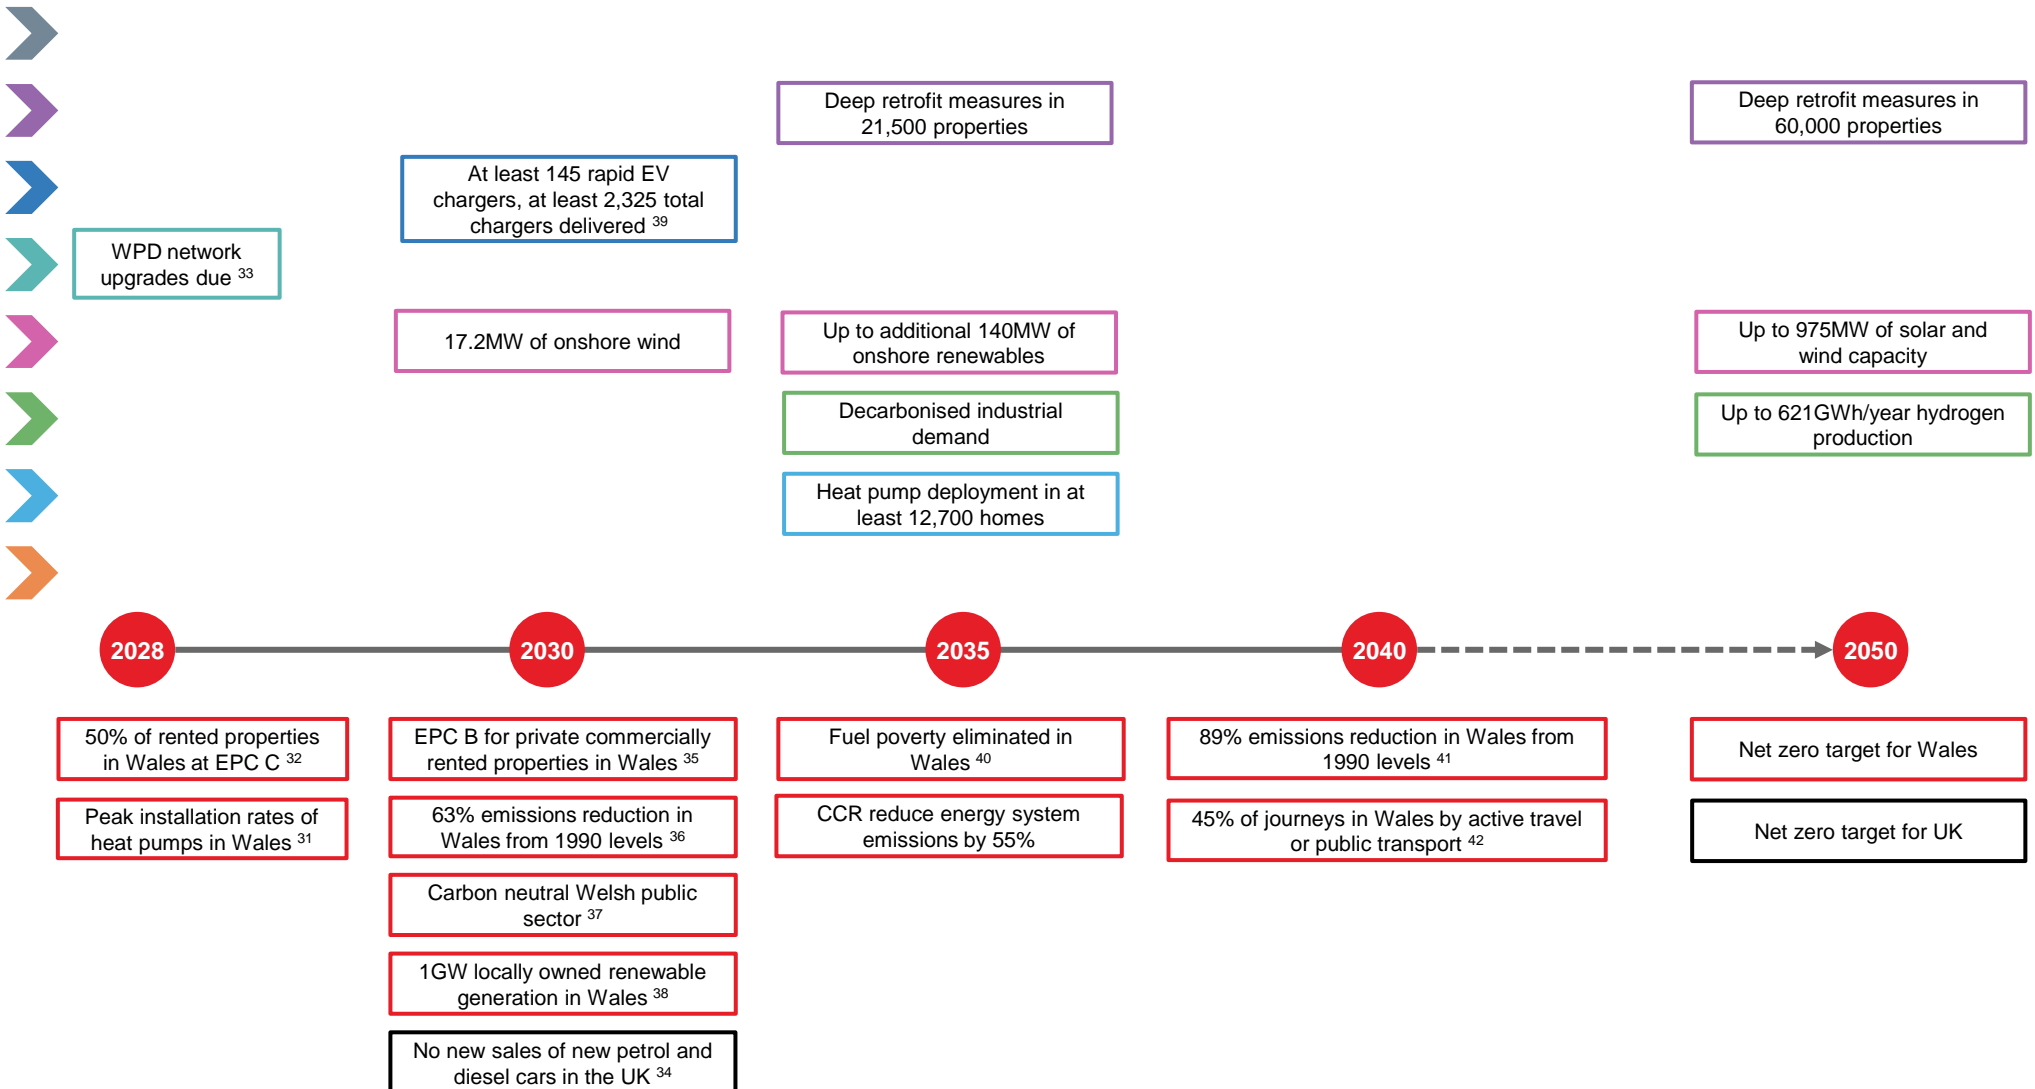 Deep retrofit measures in
21,500 properties
Deep retrofit measures in
60,000 properties
At least 145 rapid EV
chargers, at least 2,325 total
chargers delivered 39
WPD network
upgrades due 33
17.2MW of onshore wind
Up to additional 140MW of
onshore renewables
Up to 975MW of solar and
wind capacity
Decarbonised industrial
demand
Up to 621GWh/year hydrogen
production
Heat pump deployment in at
least 12,700 homes
2028
2030
2035
2040
2050
50% of rented properties
in Wales at EPC C 32
Peak installation rates of
heat pumps in Wales 31
EPC B for private commercially
rented properties in Wales 35
63% emissions reduction in
Wales from 1990 levels 36
Carbon neutral Welsh public
sector 37
1GW locally owned renewable
generation in Wales 38
No new sales of new petrol and
diesel cars in the UK 34
Fuel poverty eliminated in
Wales 40
CCR reduce energy system
emissions by 55%
89% emissions reduction in Wales from
1990 levels 41
45% of journeys in Wales by active travel
or public transport 42
Net zero target for Wales
Net zero target for UK